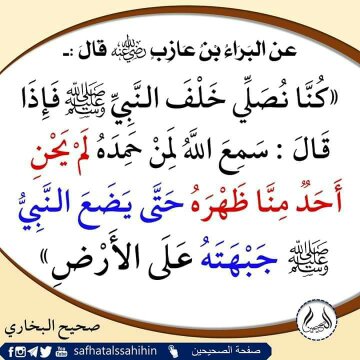 عن البراءُ بنُ عازبِ رضي الله عنه قالَ :ـ
«كُنَّا نُصَلِّي خَلْفَ النَّبِيِّ ﷺ فَإِذَا
قَالَ : سَمِعَ اللَّهُ لِمَنْ حَمِدَهُ لَمْ يَحْنِ
أَحَدٌ مِنَّا ظَهْرَهُ حَتَّى يَضَعَ النَّبِيُّ
ﷺ جَبْهَتَهُ عَلَى الأَرْضِ»
صحيح البخاري
safhatalssahihin صفحة الصحيحين